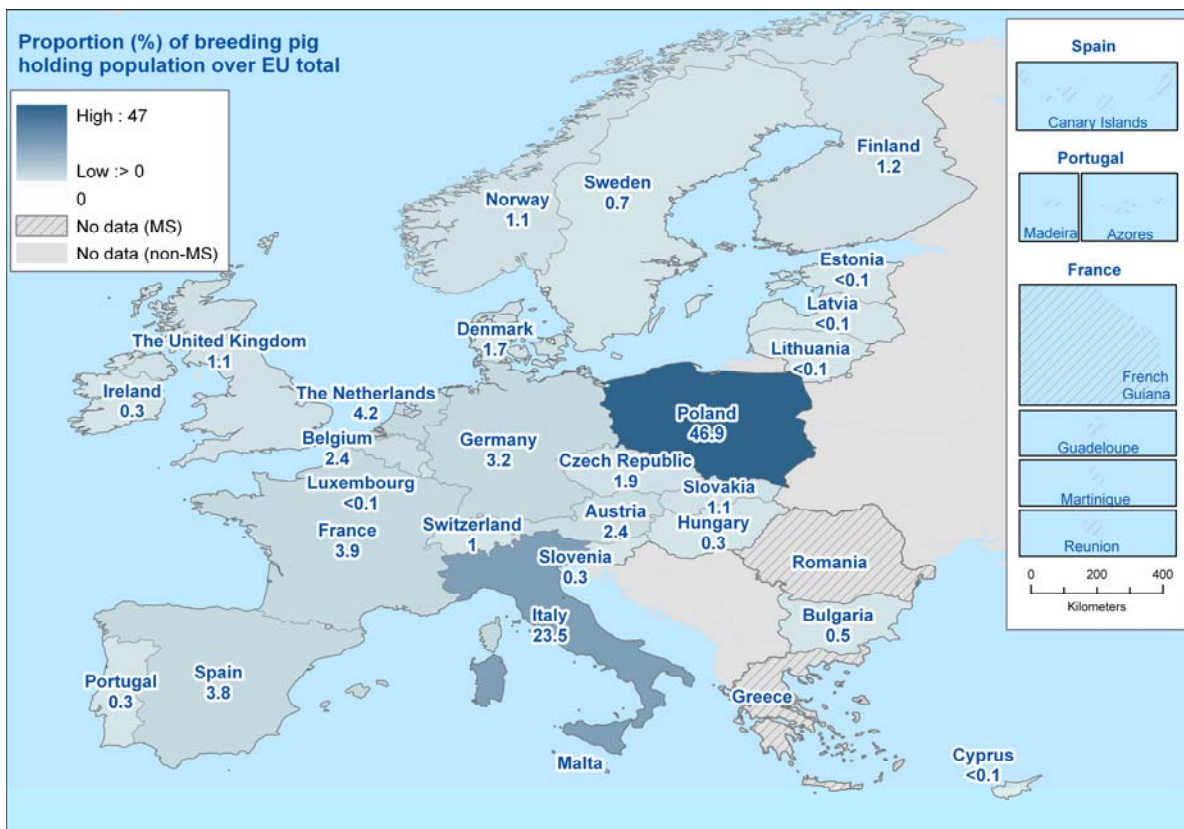 Proportion (%) of breeding pig
holding population over EU total
High : 47
Low :> 0
0
No data (MS)
No data (non-MS)
Finland
1.2
Sweden
0.7
Norway
1.1
Estonia
<0.1
Latvia
<0.1
Lithuania
<0.1
Denmark
1.7
The United Kingdom
1.1
Ireland
0.3
The Netherlands
4.2
Belgium
2.4
Luxembourg
<0.1
Germany
3.2
Poland
46.9
Czech Republic
1.9
Slovakia
1.1
Austria
2.4
Hungary
0.3
France
3.9
Switzerland
1
Slovenia
0.3
Romania
Bulgaria
0.5
Italy
23.5
Portugal
0.3
Spain
3.8
Greece
Malta
Cyprus
<0.1
Spain
Canary Islands
Portugal
Madeira
Azores
France
French
Guiana
Guadeloupe
Martinique
Reunion
0 200 400
Kilometers